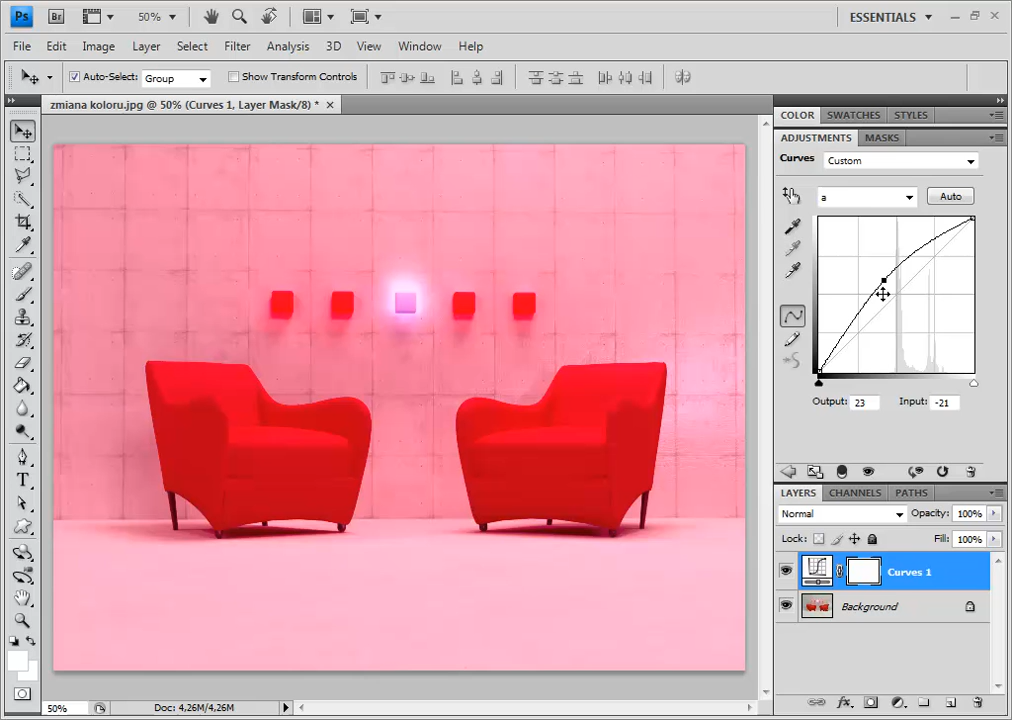 Ps Br 50% ESSENTIALS
File Edit Image Layer Select Filter Analysis 3D View Window Help
Auto-Select: Group Show Transform Controls
zmiana koloru.jpg @ 50% (Curves 1, Layer Mask/8) *
COLOR SWATCHES STYLES
ADJUSTMENTS MASKS
Curves Custom
a Auto
Output: 23 Input: -21
LAYERS CHANNELS PATHS
Normal Opacity: 100%
Lock: Fill: 100%
Curves 1
Background
T
50% Doc: 4,26M/4,26M
fx